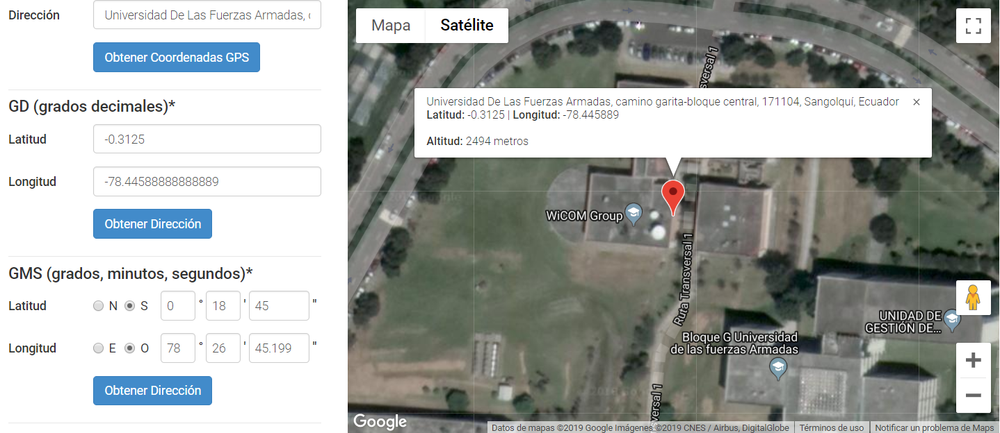 Dirección
Universidad De Las Fuerzas Armadas, c
Obtener Coordenadas GPS
GD (grados decimales)*
Latitud
-0.3125
Longitud
-78.44588888888889
Obtener Dirección
GMS (grados, minutos, segundos)*
Latitud N S 0 ° 18 ' 45 "
Longitud E O 78 ° 26 ' 45.199 "
Obtener Dirección
Mapa Satélite
sversal 1
Universidad De Las Fuerzas Armadas, camino garita-bloque central, 171104, Sangolquí, Ecuador ×
Latitud: -0.3125 | Longitud: -78.445889
Altitud: 2494 metros
WiCOM Group
Ruta Transversal 1
UNIDAD DE
GESTIÓN DE...
Bloque G Universidad
de las fuerzas Armadas
versal 1
Google
Datos de mapas ©2019 Google Imágenes ©2019 CNES / Airbus, DigitalGlobe Términos de uso Notificar un problema de Maps